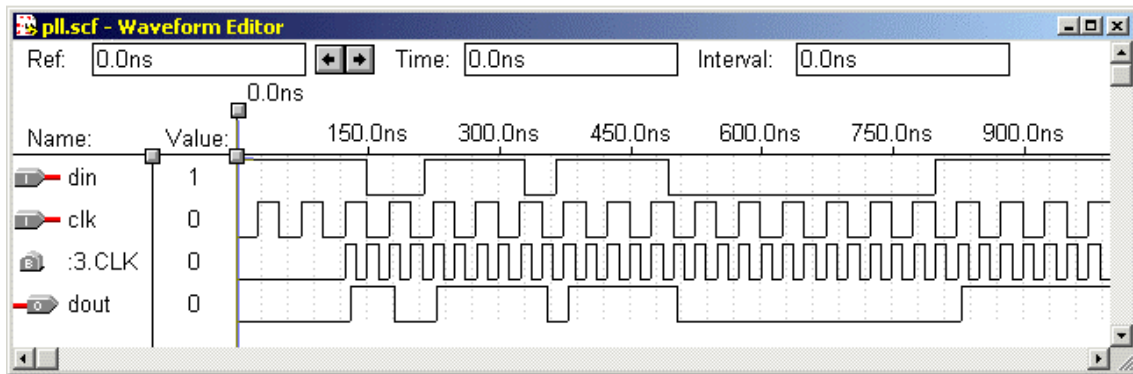 pll.scf - Waveform Editor
Ref: 0.0ns Time: 0.0ns Interval: 0.0ns
0.0ns
Name: Value: 150.0ns 300.0ns 450.0ns 600.0ns 750.0ns 900.0ns
I din 1
I clk 0
B :3.CLK 0
O dout 0